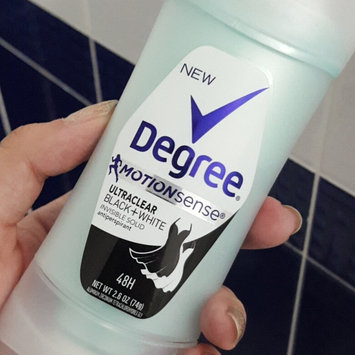 NEW
Degree®
MOTIONsense®
ULTRACLEAR
BLACK+WHITE
INVISIBLE SOLID
antiperspirant
48H
NET WT 2.6 OZ (74g)